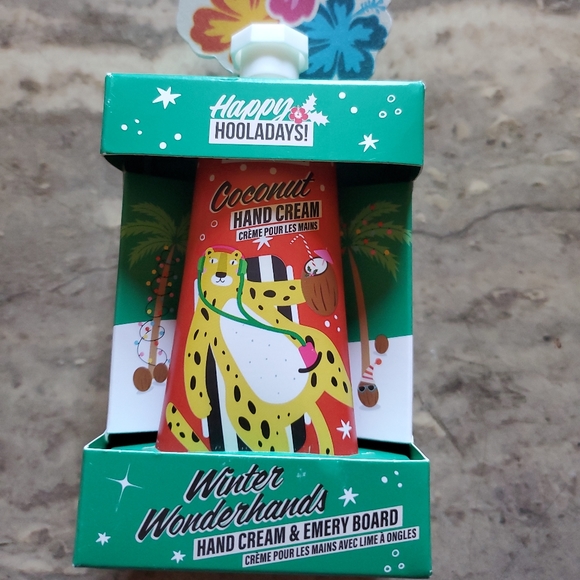 Happy
HOOLADAYS!
Coconut
HAND CREAM
CRÈME POUR LES MAINS
Winter
Wonderhands
HAND CREAM & EMERY BOARD
CRÈME POUR LES MAINS AVEC LIME À ONGLES